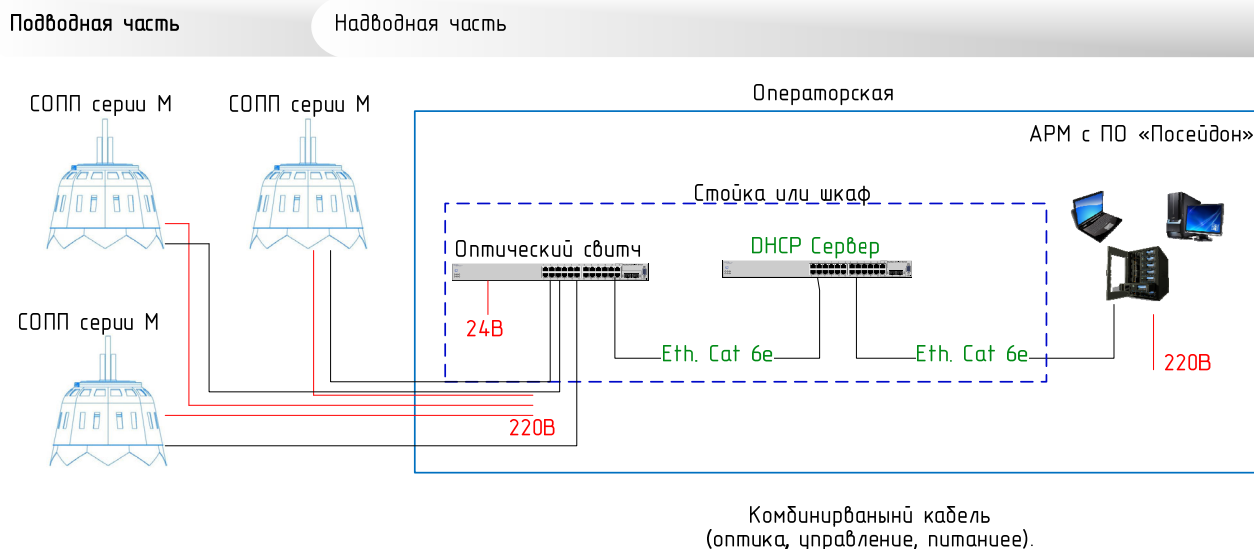 Подводная часть
Надводная часть
СОПП серии М
СОПП серии М
Операторская
АРМ с ПО «Посейдон»
Стойка или шкаф
Оптический свитч
DHCP Сервер
24В
СОПП серии М
Eth. Cat 6e
Eth. Cat 6e
220В
220В
Комбинирванынй кабель
(оптика, управление, питаниее).